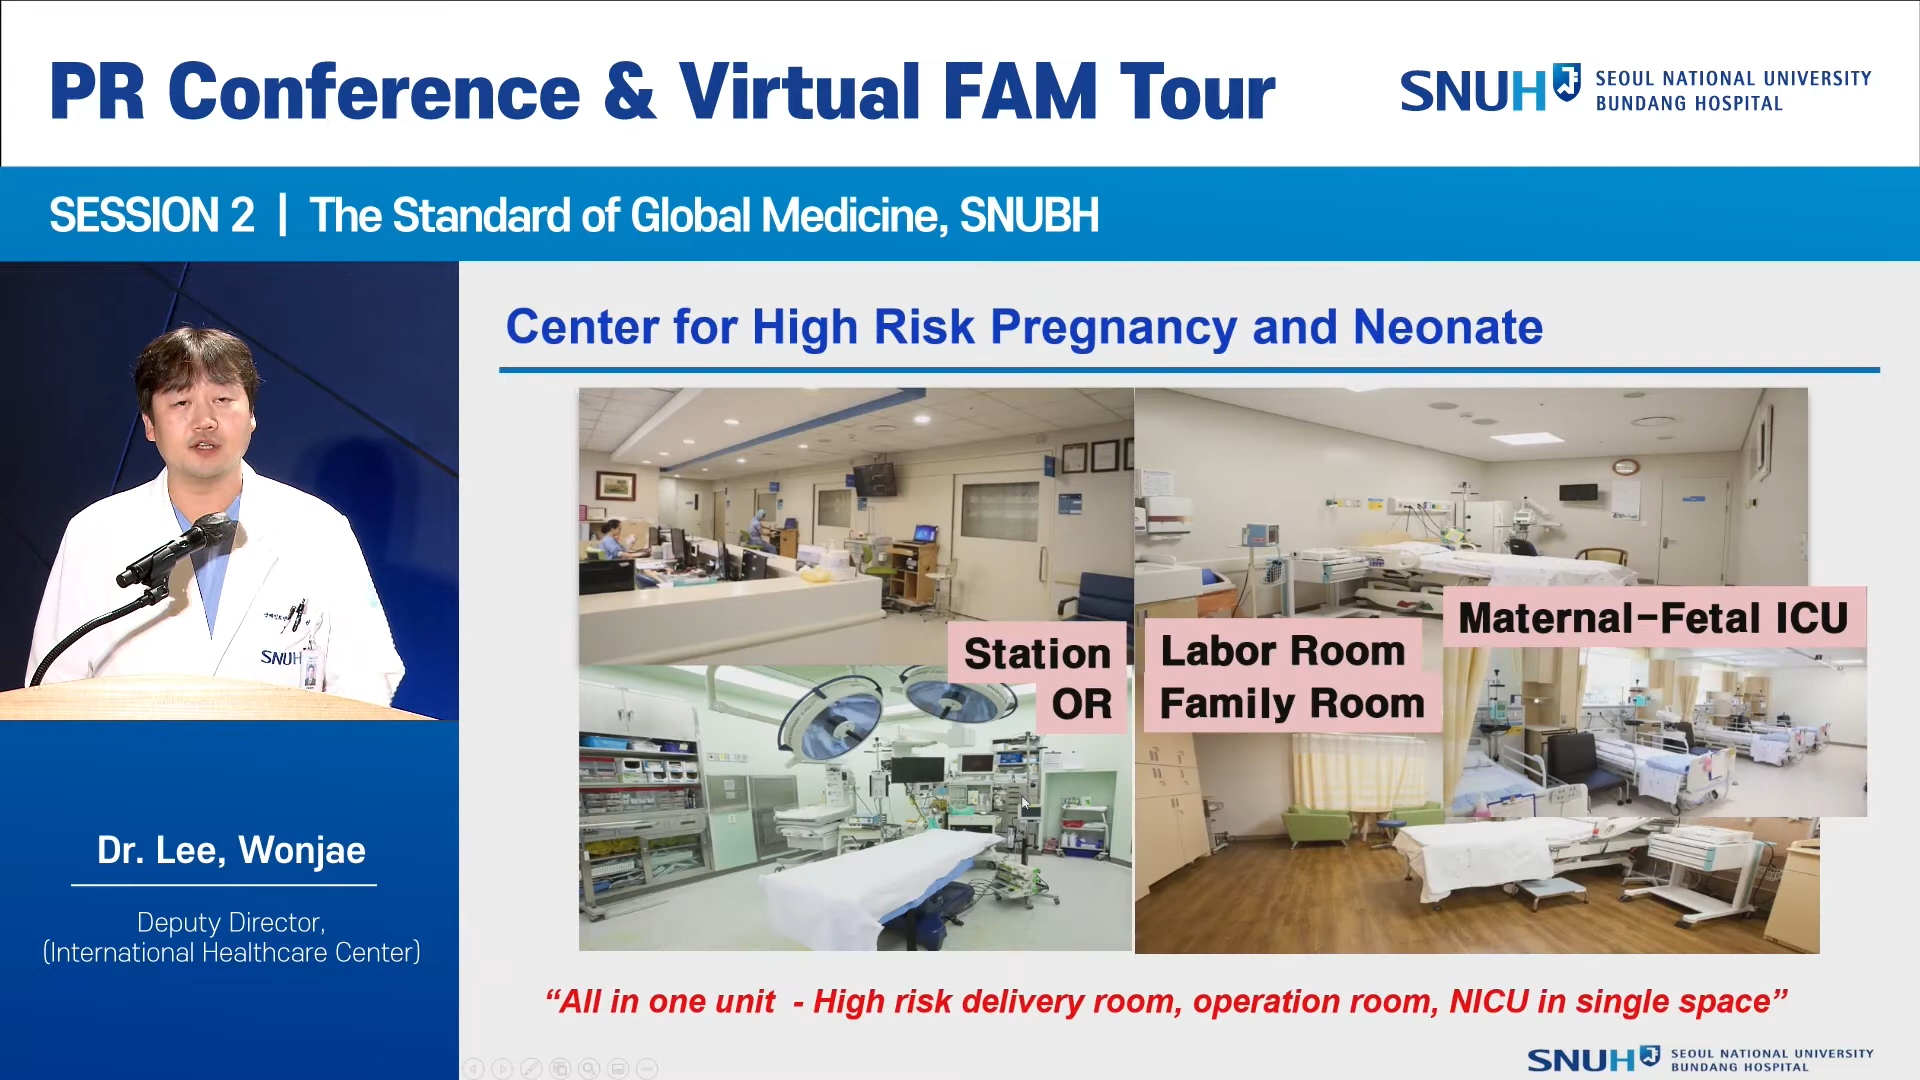 PR Conference & Virtual FAM Tour
SNUH SEOUL NATIONAL UNIVERSITY
BUNDANG HOSPITAL
SESSION 2 | The Standard of Global Medicine, SNUBH
Center for High Risk Pregnancy and Neonate
Station
OR
Labor Room
Family Room
Maternal-Fetal ICU
SNUH
Dr. Lee, Wonjae
Deputy Director,
(International Healthcare Center)
“All in one unit - High risk delivery room, operation room, NICU in single space”
SNUH SEOUL NATIONAL UNIVERSITY
BUNDANG HOSPITAL